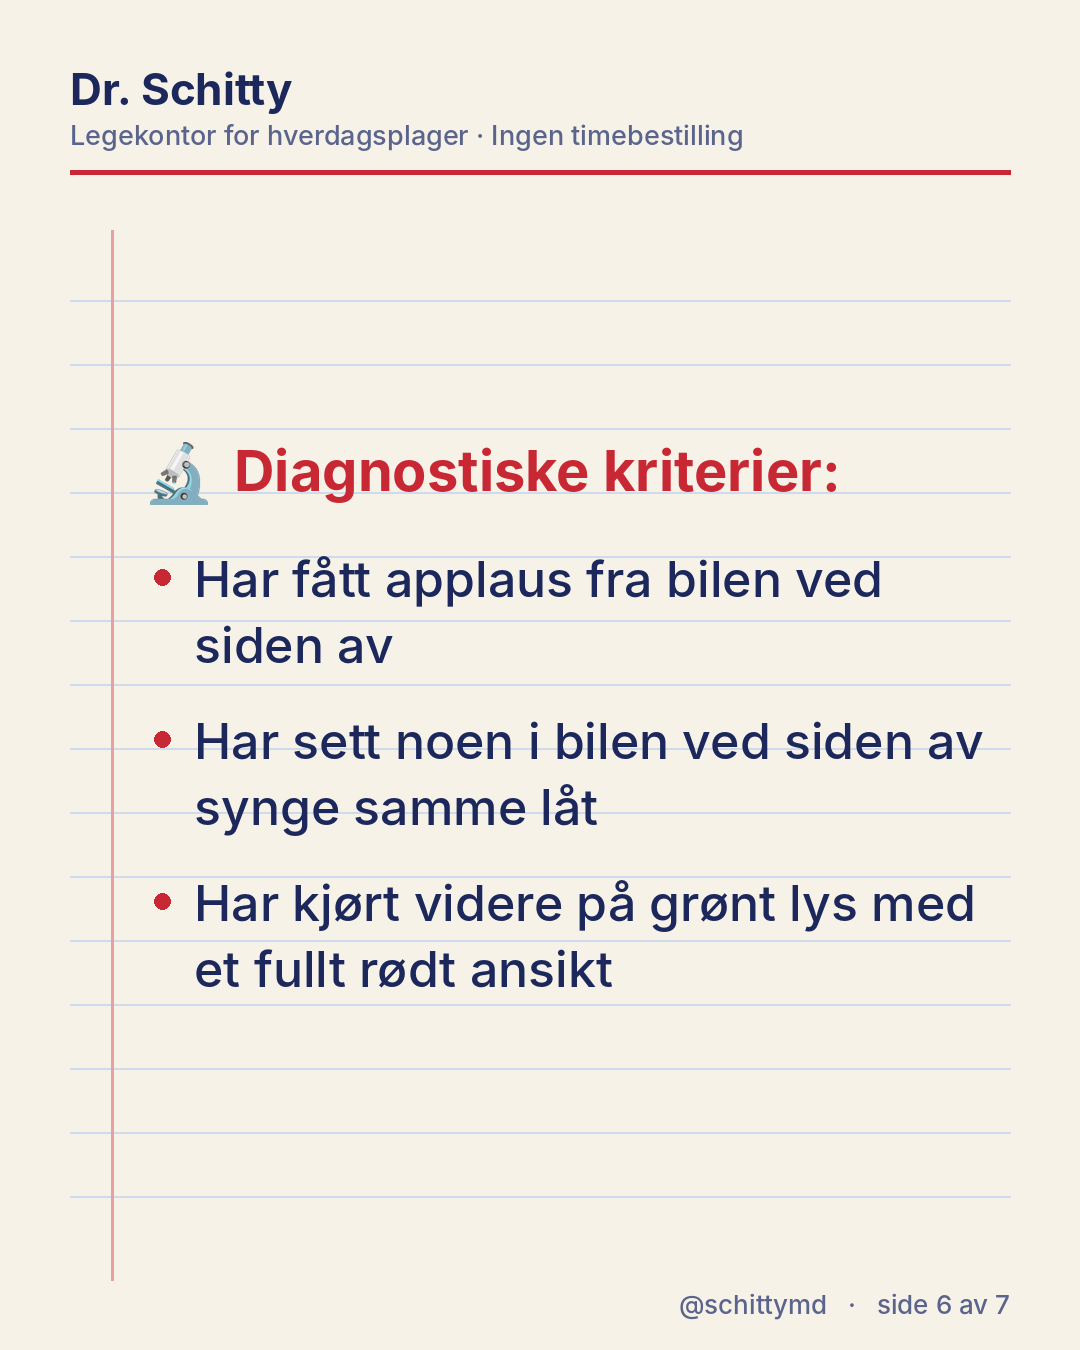 Dr. Schitty
Legekontor for hverdagsplager · Ingen timebestilling
🔬 Diagnostiske kriterier:
• Har fått applaus fra bilen ved
siden av
• Har sett noen i bilen ved siden av
synge samme låt
• Har kjørt videre på grønt lys med
et fullt rødt ansikt
@schittymd · side 6 av 7